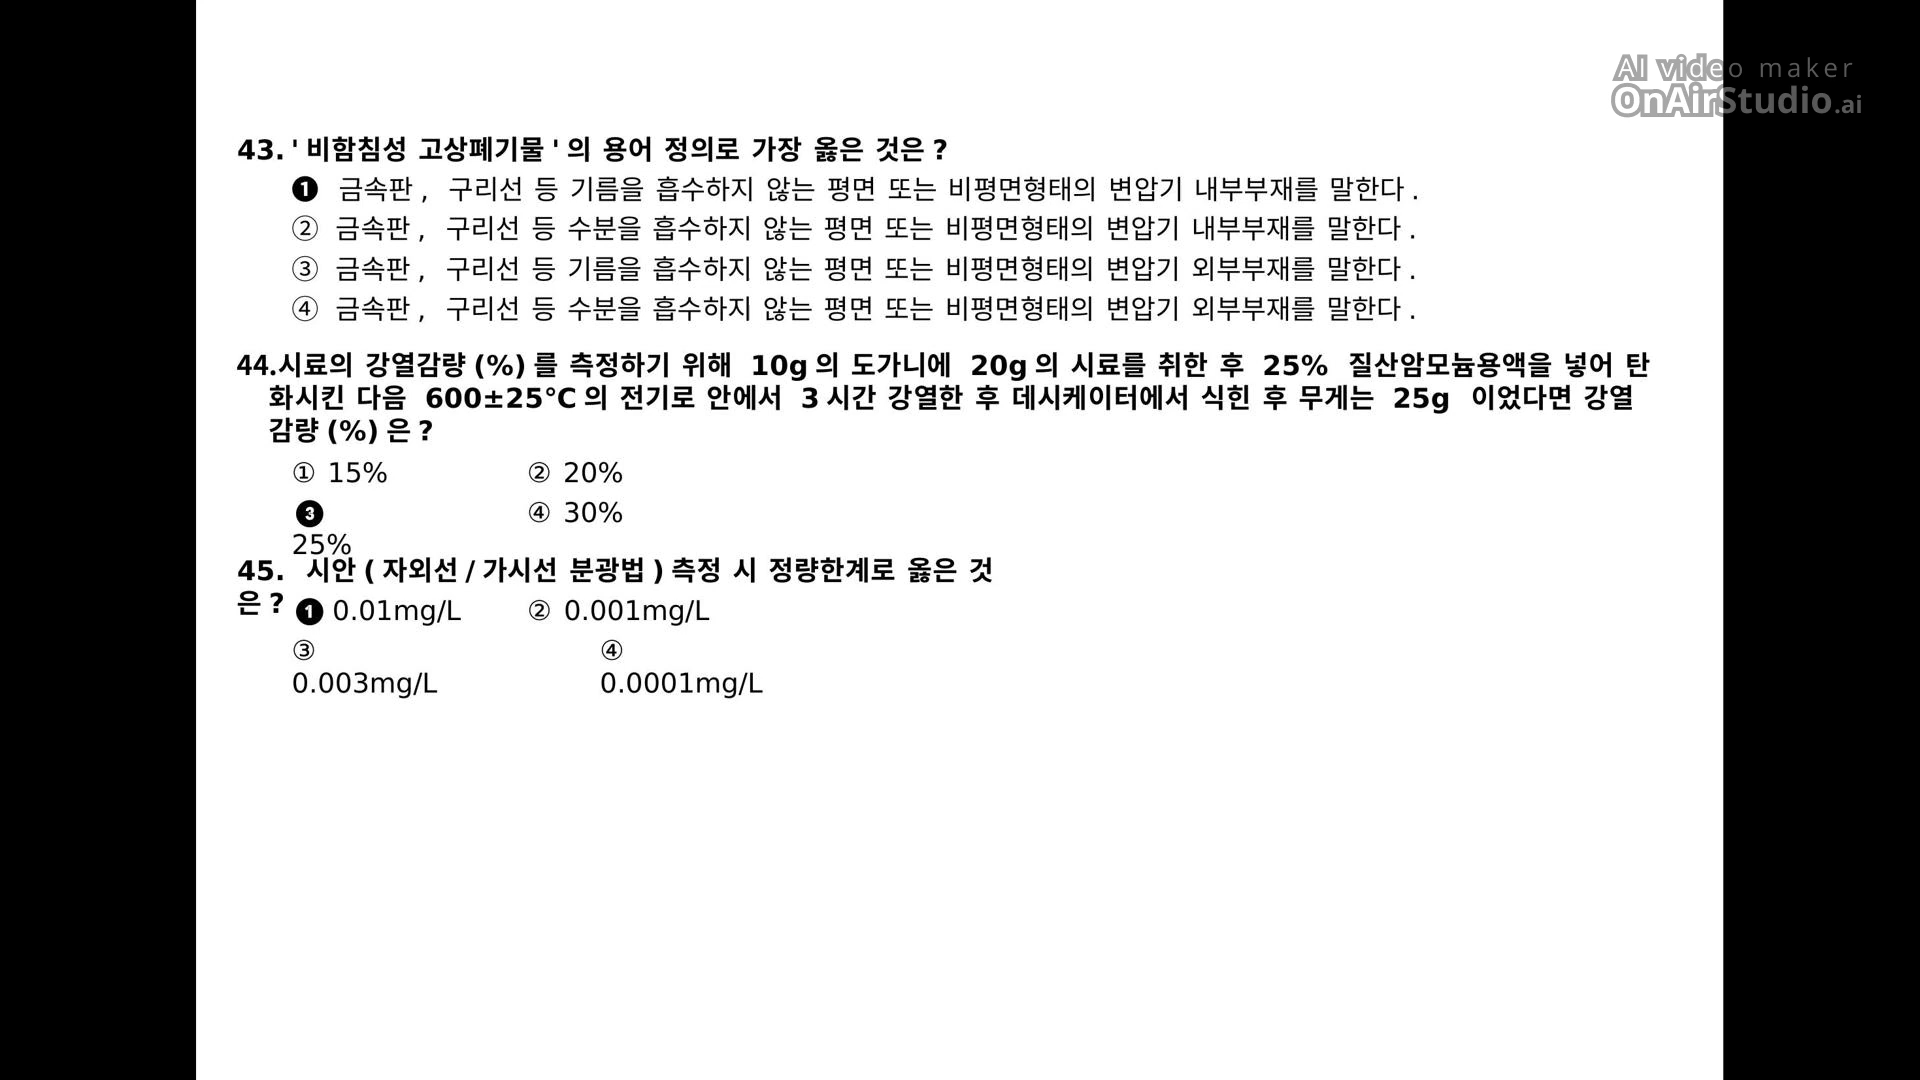 AI video maker
OnAirStudio.ai
43. ' 비함침성 고상폐기물 ' 의 용어 정의로 가장 옳은 것은 ?
❶ 금속판 , 구리선 등 기름을 흡수하지 않는 평면 또는 비평면형태의 변압기 내부부재를 말한다 .
② 금속판 , 구리선 등 수분을 흡수하지 않는 평면 또는 비평면형태의 변압기 내부부재를 말한다 .
③ 금속판 , 구리선 등 기름을 흡수하지 않는 평면 또는 비평면형태의 변압기 외부부재를 말한다 .
④ 금속판 , 구리선 등 수분을 흡수하지 않는 평면 또는 비평면형태의 변압기 외부부재를 말한다 .
44.시료의 강열감량 (%) 를 측정하기 위해 10g 의 도가니에 20g 의 시료를 취한 후 25% 질산암모늄용액을 넣어 탄
화시킨 다음 600±25℃ 의 전기로 안에서 3 시간 강열한 후 데시케이터에서 식힌 후 무게는 25g 이었다면 강열
감량 (%) 은 ?
① 15% ② 20%
❸ ④ 30%
25%
45. 시안 ( 자외선 / 가시선 분광법 ) 측정 시 정량한계로 옳은 것
은 ? ❶ 0.01mg/L ② 0.001mg/L
③ ④
0.003mg/L 0.0001mg/L